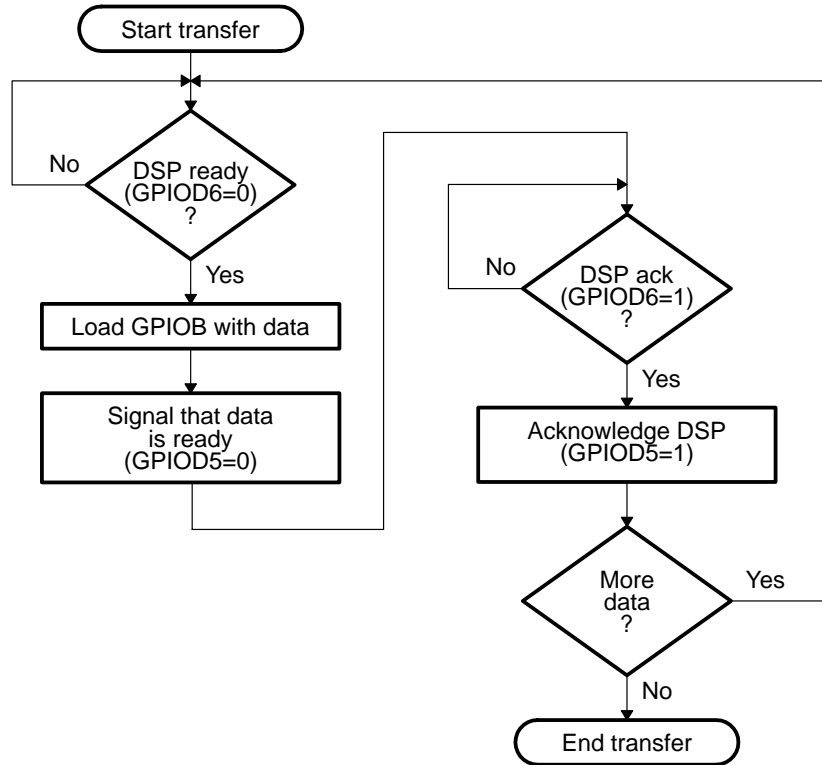 Start transfer
No
DSP ready
(GPIOD6=0)
?
Yes
Load GPIOB with data
Signal that data
is ready
(GPIOD5=0)
No
DSP ack
(GPIOD6=1)
?
Yes
Acknowledge DSP
(GPIOD5=1)
More
data
?
Yes
No
End transfer